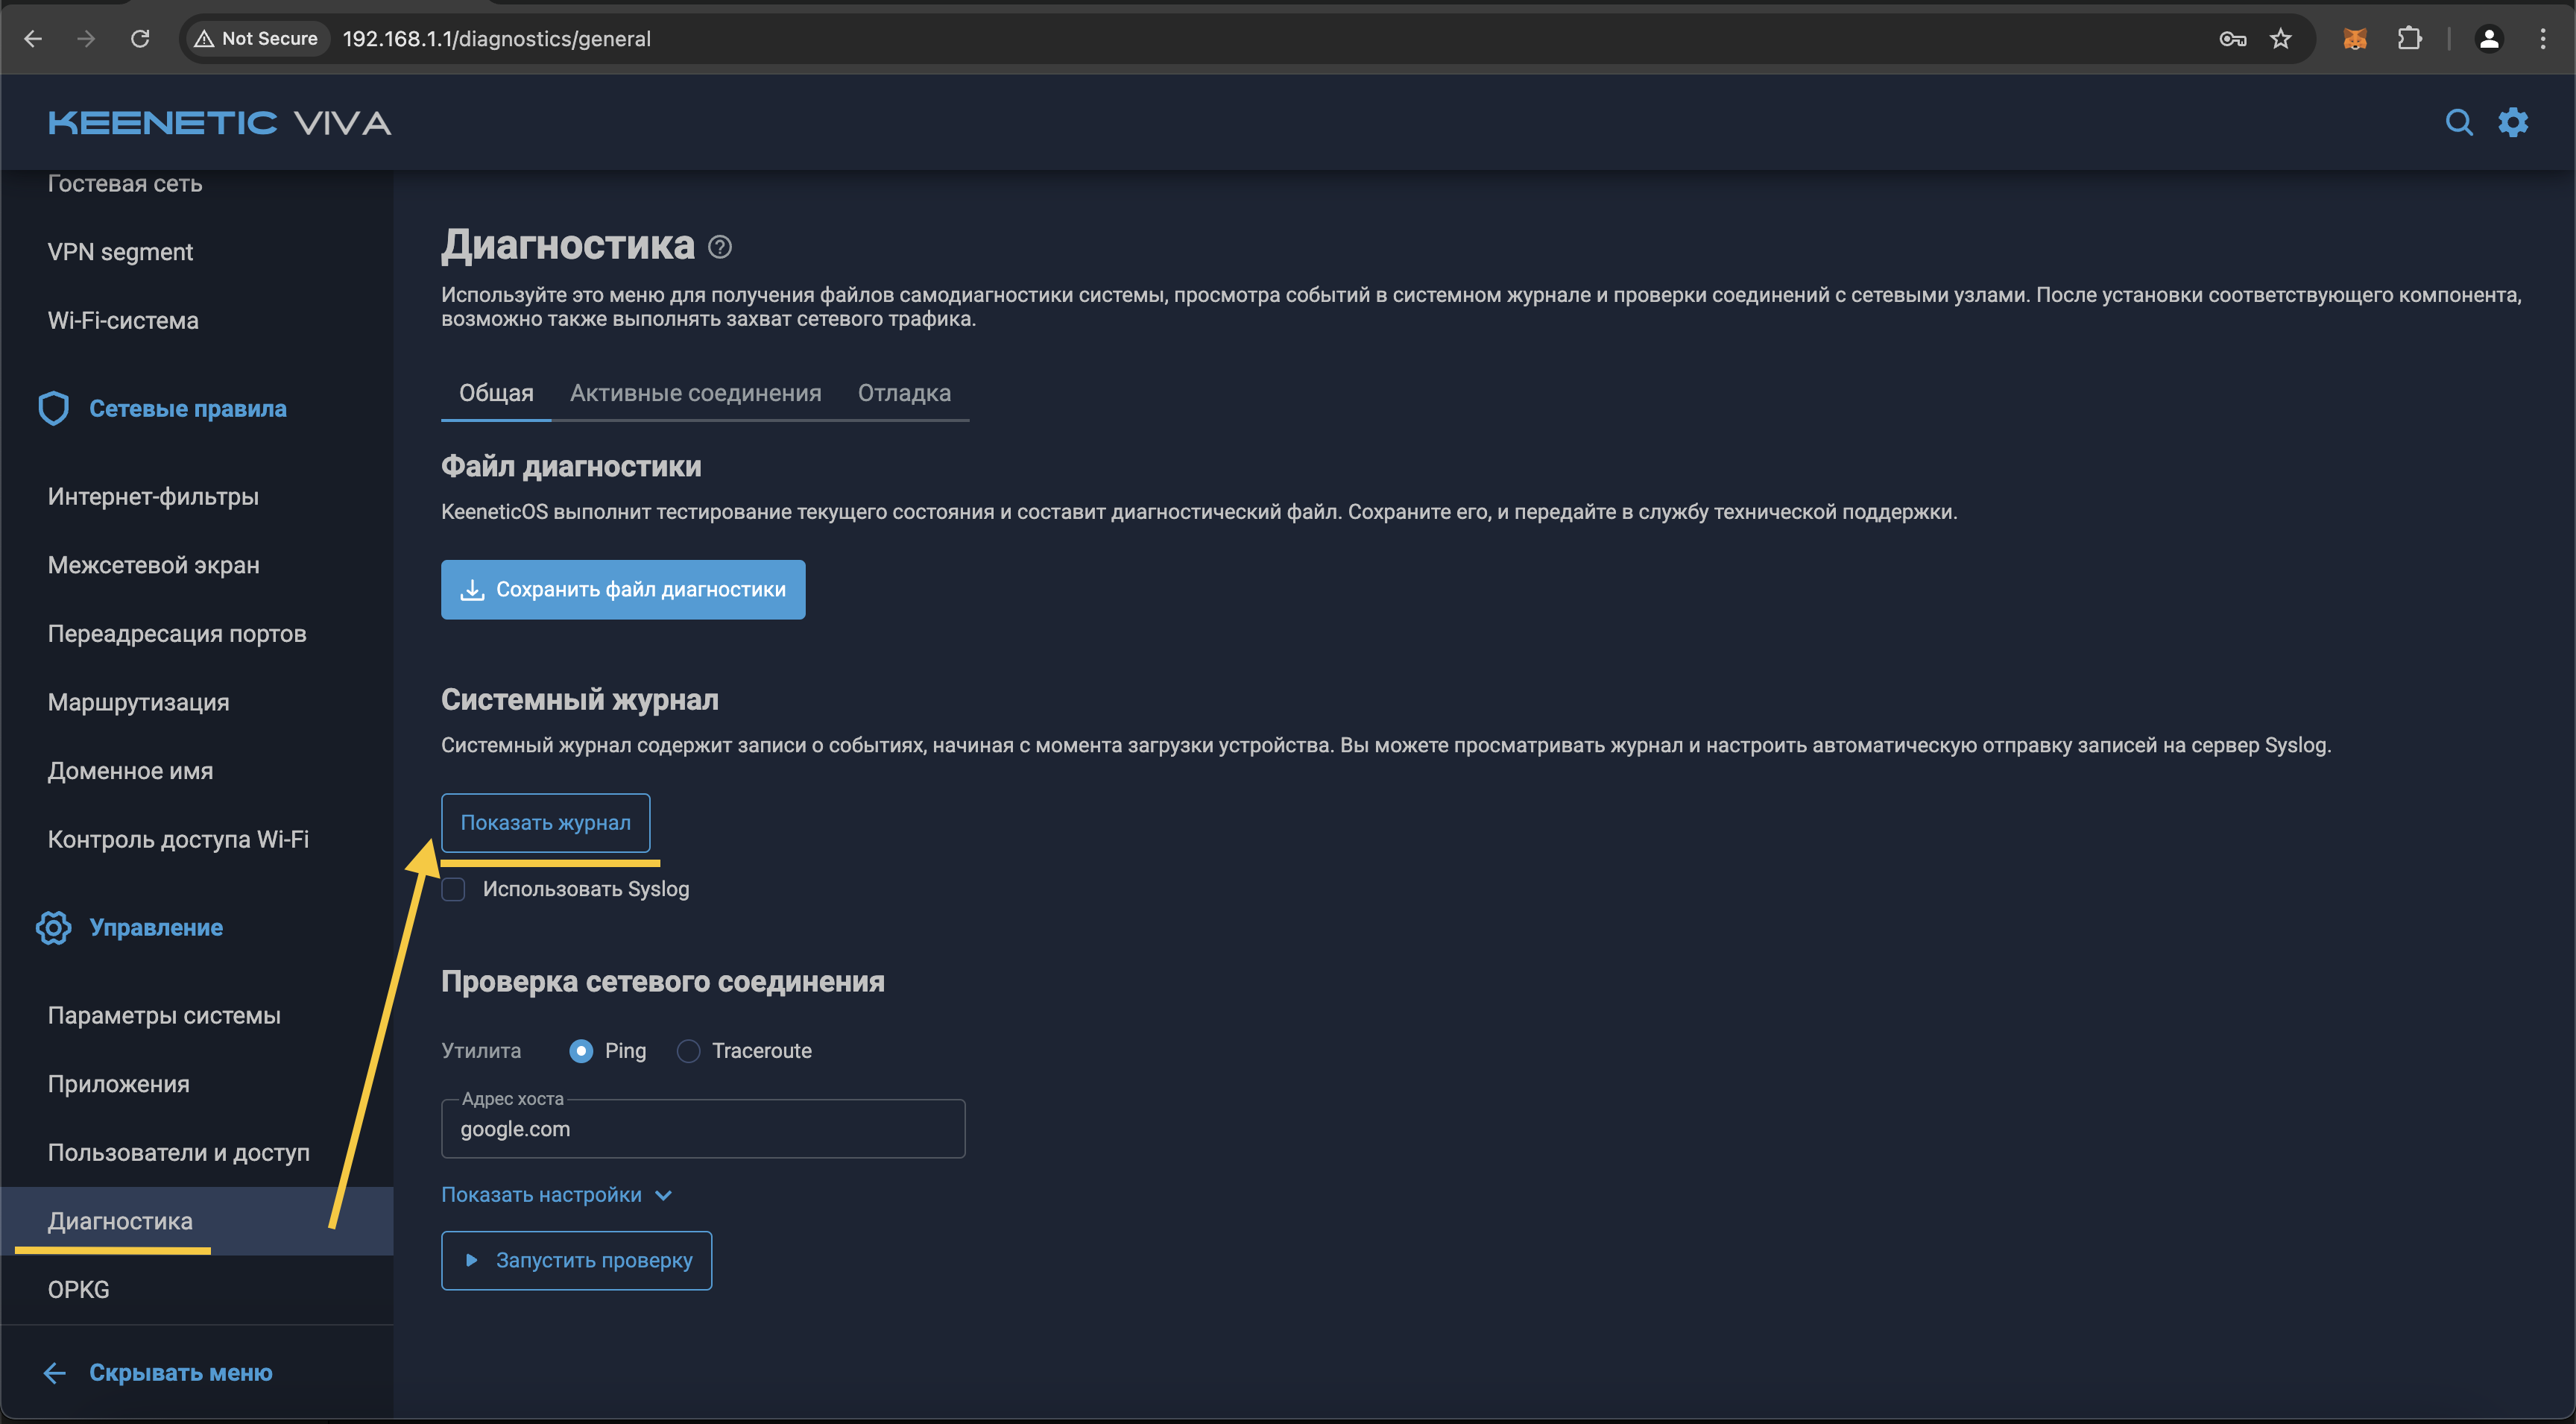 Not Secure
192.168.1.1/diagnostics/general
KEENETIC VIVA
Гостевая сеть
VPN segment
Wi-Fi-система
Сетевые правила
Интернет-фильтры
Межсетевой экран
Переадресация портов
Маршрутизация
Доменное имя
Контроль доступа Wi-Fi
Управление
Параметры системы
Приложения
Пользователи и доступ
Диагностика
OPKG
Скрывать меню
Диагностика
Используйте это меню для получения файлов самодиагностики системы, просмотра событий в системном журнале и проверки соединений с сетевыми узлами. После установки соответствующего компонента,
возможно также выполнять захват сетевого трафика.
Общая Активные соединения Отладка
Файл диагностики
KeeneticOS выполнит тестирование текущего состояния и составит диагностический файл. Сохраните его, и передайте в службу технической поддержки.
Сохранить файл диагностики
Системный журнал
Системный журнал содержит записи о событиях, начиная с момента загрузки устройства. Вы можете просматривать журнал и настроить автоматическую отправку записей на сервер Syslog.
Показать журнал
Использовать Syslog
Проверка сетевого соединения
Утилита Ping Traceroute
Адрес хоста
google.com
Показать настройки
Запустить проверку